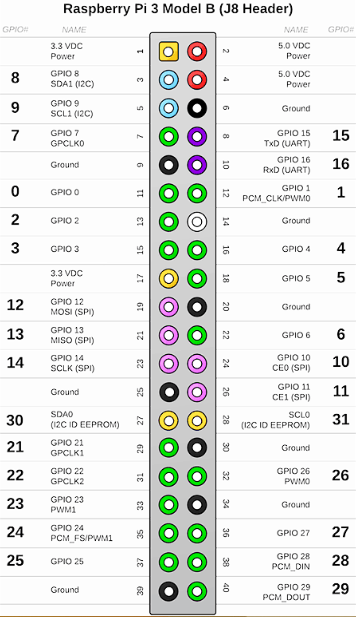 Raspberry Pi 3 Model B (J8 Header)
GPIO# NAME NAME GPIO#
3.3 VDC
Power 1 2 5.0 VDC
Power
8 GPIO 8
SDA1 (I2C) 3 4 5.0 VDC
Power
9 GPIO 9
SCL1 (I2C) 5 6 Ground
7 GPIO 7
GPCLK0 7 8 GPIO 15
TxD (UART) 15
Ground 9 10 GPIO 16
RxD (UART) 16
0 GPIO 0 11 12 GPIO 1
PCM_CLK/PWM0 1
2 GPIO 2 13 14 Ground
3 GPIO 3 15 16 GPIO 4 4
3.3 VDC
Power 17 18 GPIO 5 5
12 GPIO 12
MOSI (SPI) 19 20 Ground
13 GPIO 13
MISO (SPI) 21 22 GPIO 6 6
14 GPIO 14
SCLK (SPI) 23 24 GPIO 10
CE0 (SPI) 10
Ground 25 26 GPIO 11
CE1 (SPI) 11
30 SDA0
(I2C ID EEPROM) 27 28 SCL0
(I2C ID EEPROM) 31
21 GPIO 21
GPCLK1 29 30 Ground
22 GPIO 22
GPCLK2 31 32 GPIO 26
PWM0 26
23 GPIO 23
PWM1 33 34 Ground
24 GPIO 24
PCM_FS/PWM1 35 36 GPIO 27 27
25 GPIO 25 37 38 GPIO 28
PCM_DIN 28
Ground 39 40 GPIO 29
PCM_DOUT 29